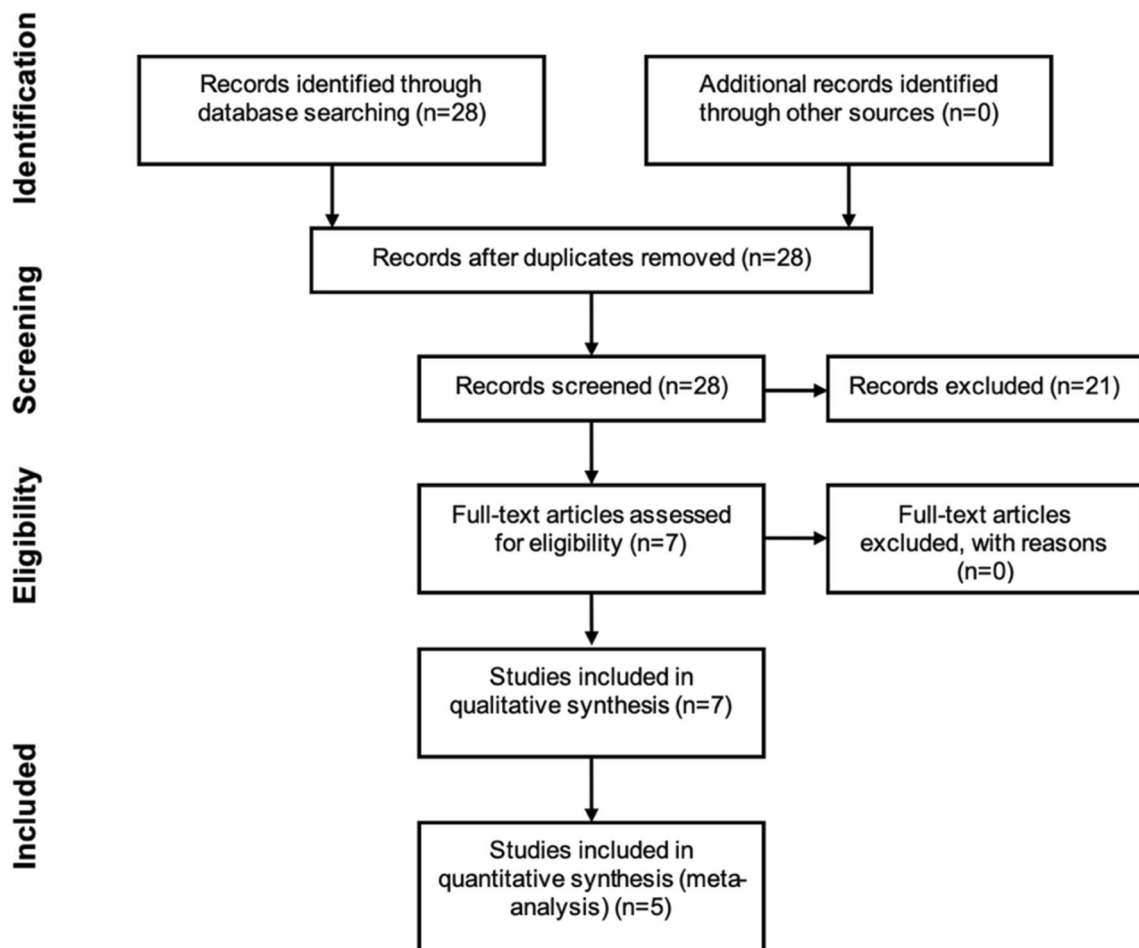 Identification
Records identified through
database searching (n=28)
Additional records identified
through other sources (n=0)
Screening
Records after duplicates removed (n=28)
Records screened (n=28)
Records excluded (n=21)
Eligibility
Full-text articles assessed
for eligibility (n=7)
Full-text articles
excluded, with reasons
(n=0)
Included
Studies included in
qualitative synthesis (n=7)
Studies included in
quantitative synthesis (meta-
analysis) (n=5)